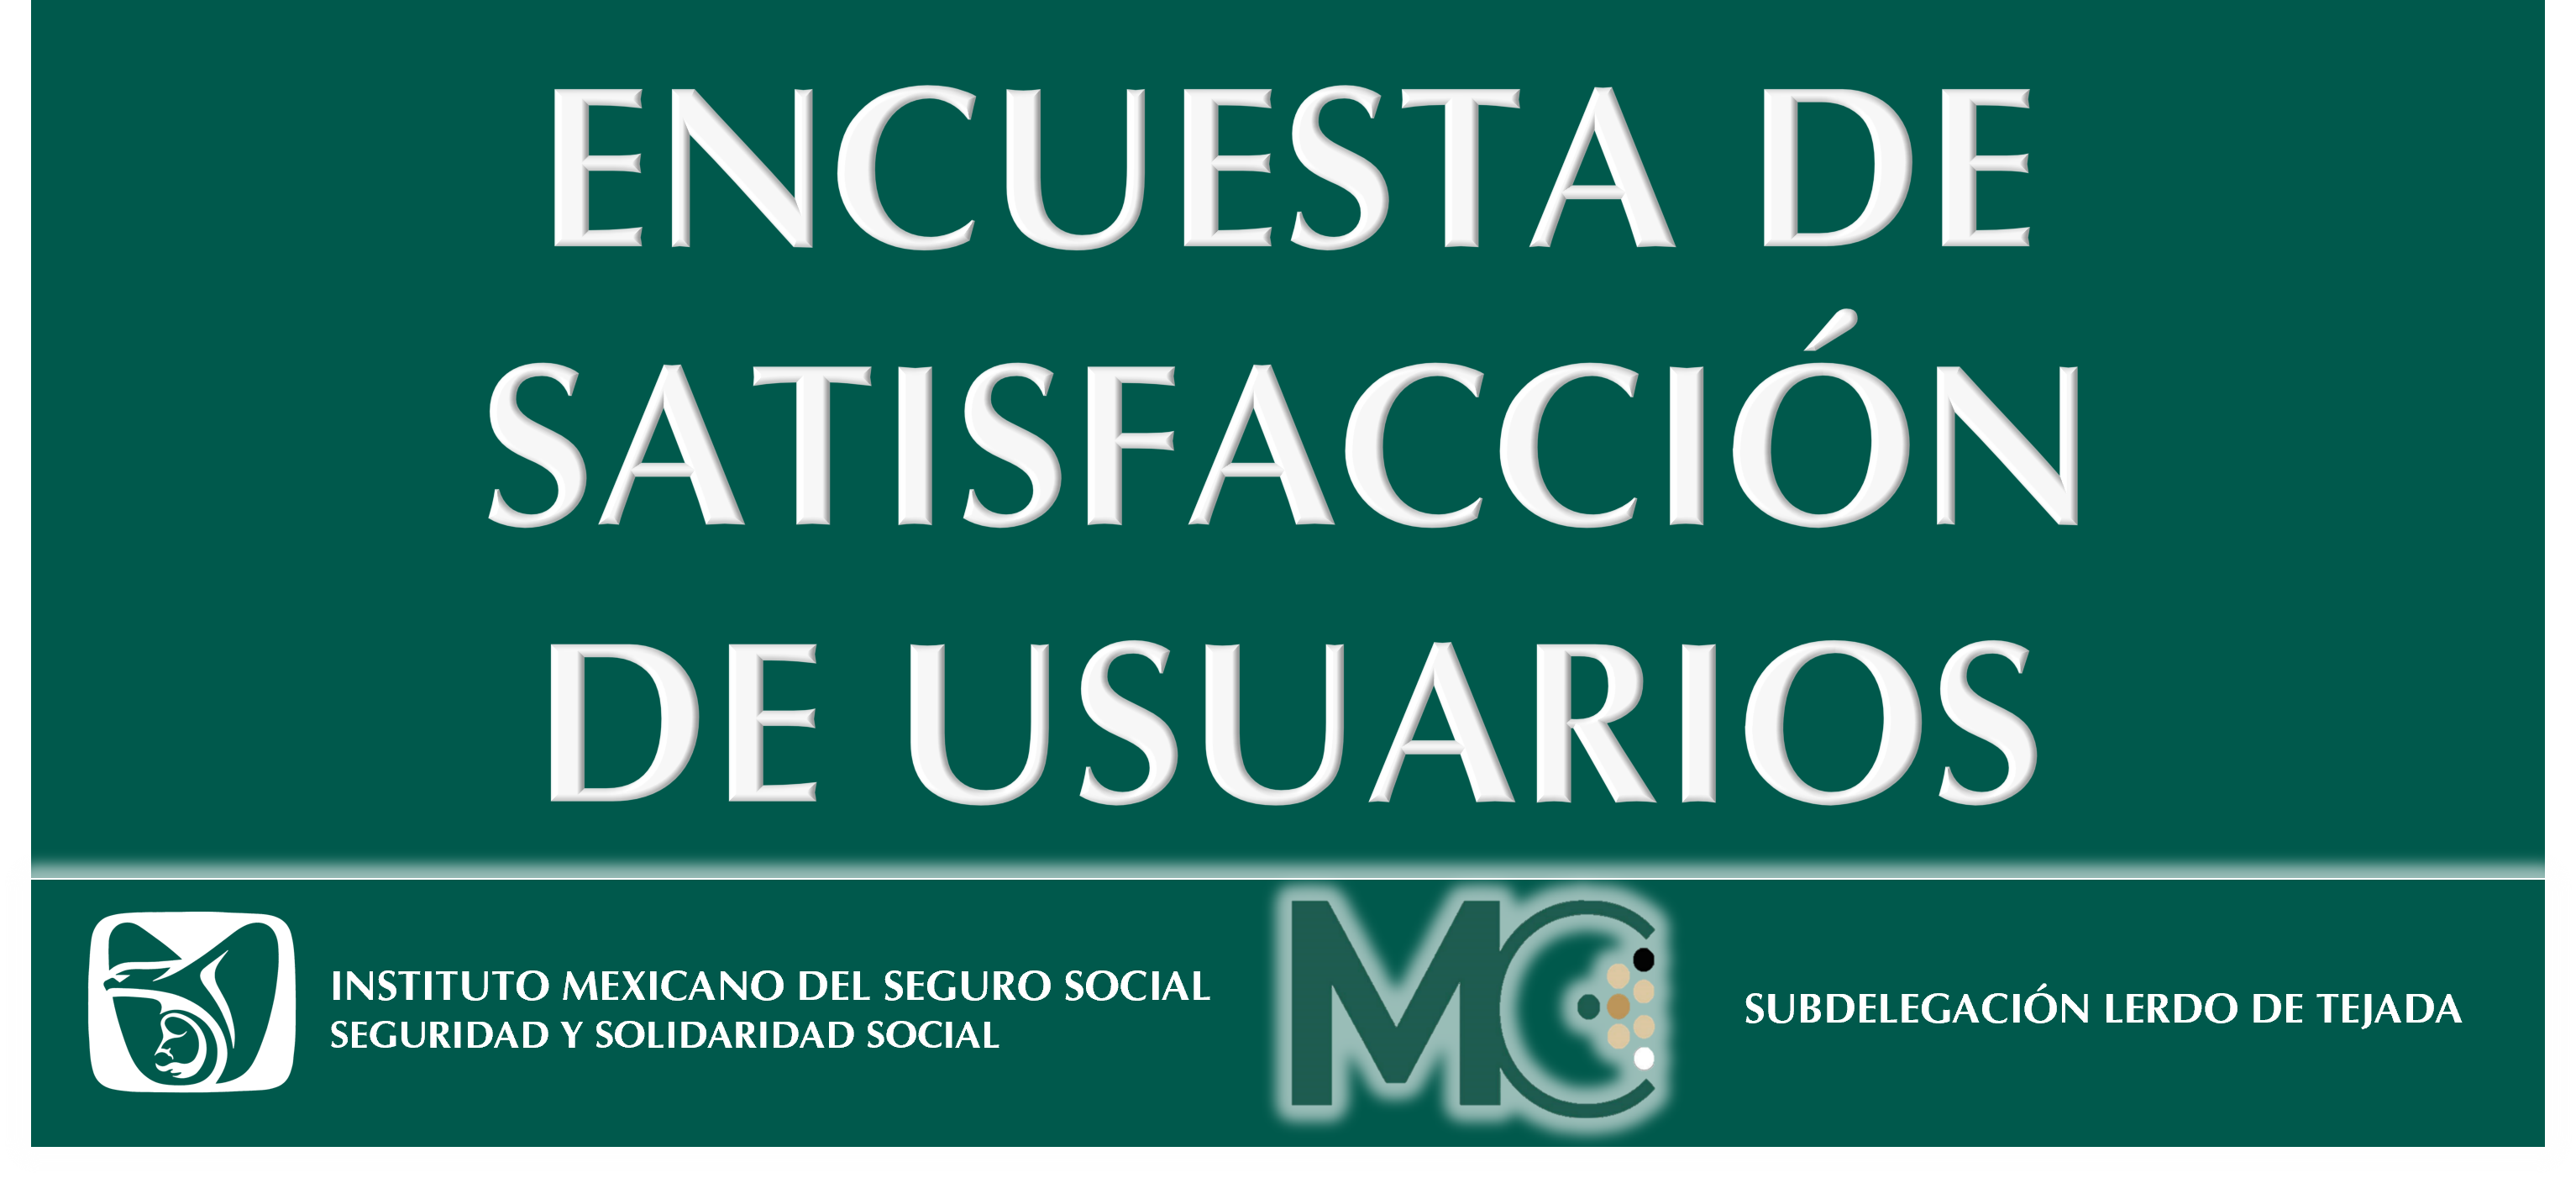 ENCUESTA DE
SATISFACCIÓN
DE USUARIOS
INSTITUTO MEXICANO DEL SEGURO SOCIAL
SEGURIDAD Y SOLIDARIDAD SOCIAL
MC
SUBDELEGACIÓN LERDO DE TEJADA